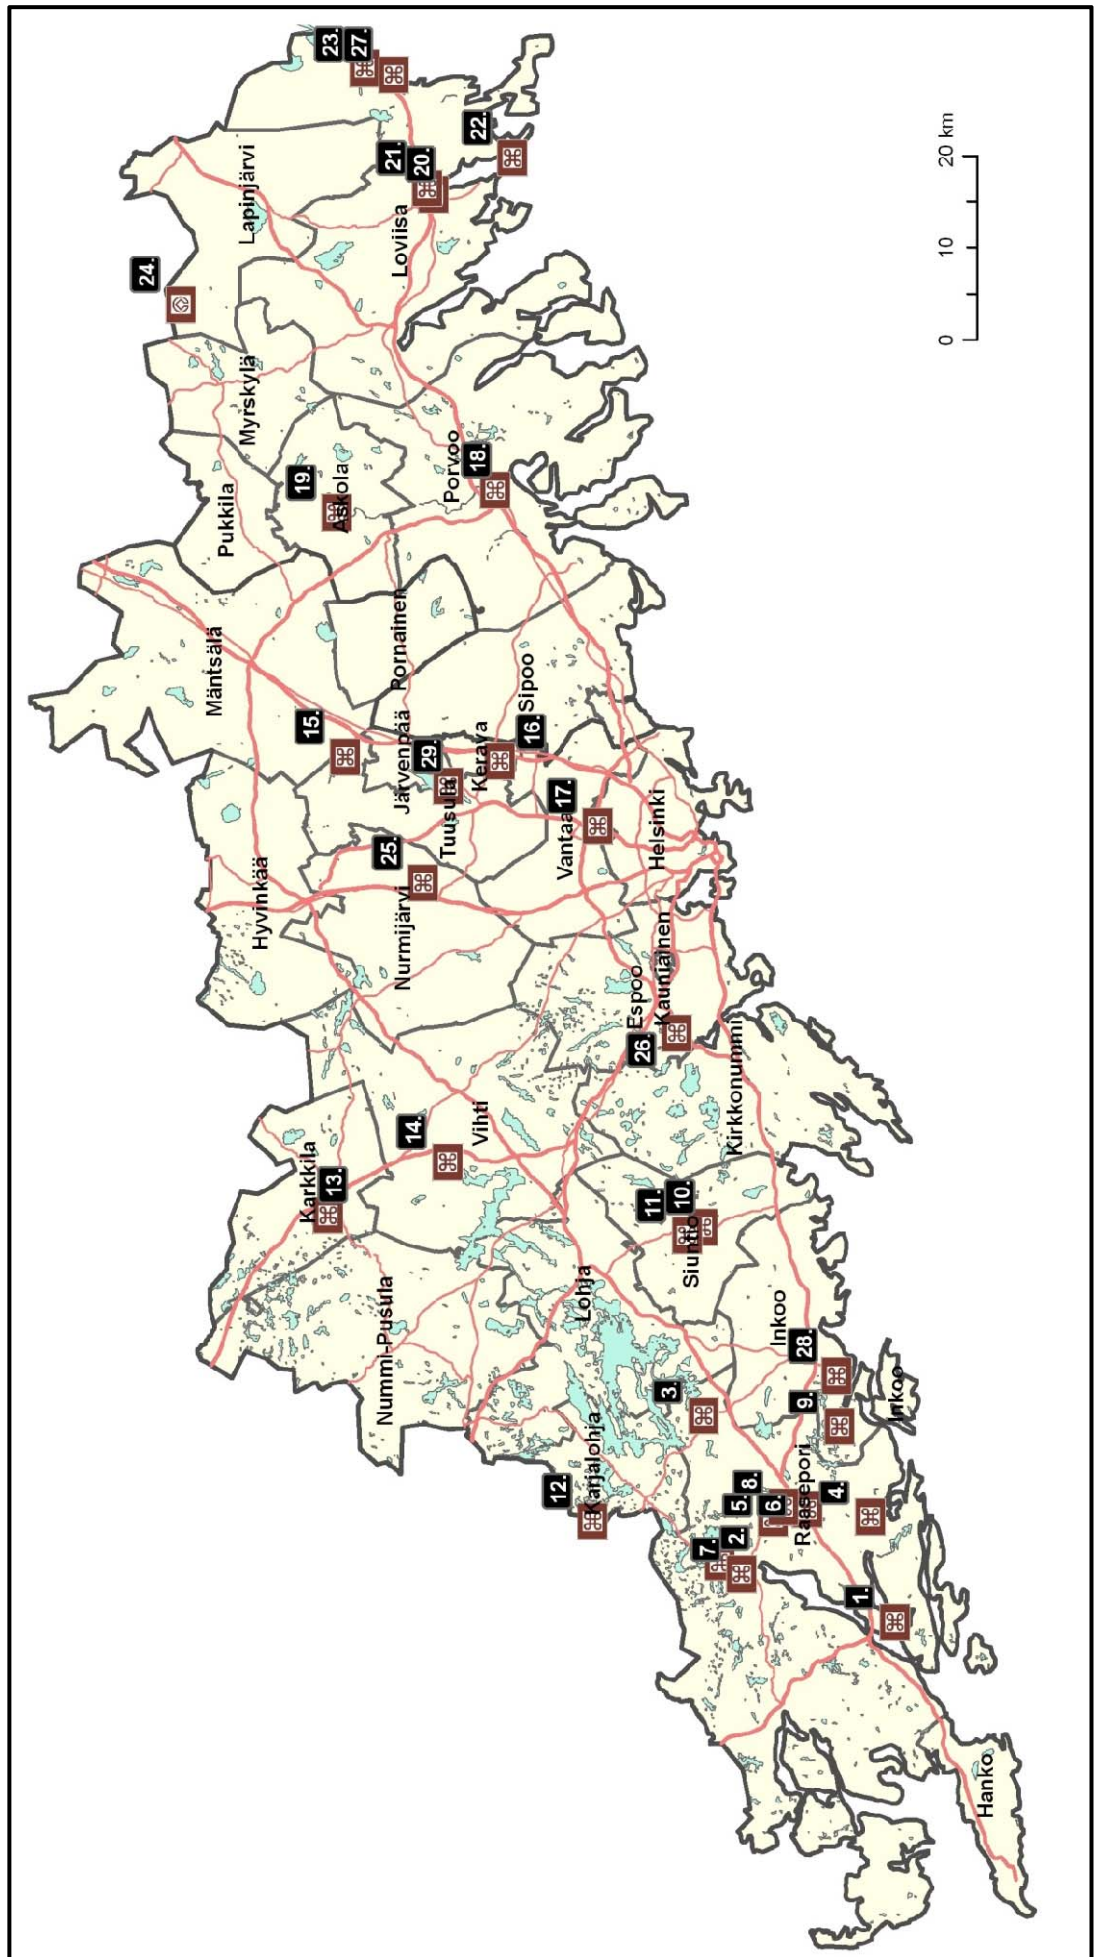 23.
27.
22.
21.
20.
Lapinjärvi
Loviisa
24.
Myrskylä
19.
Askola
Pukkila
Porvoo
18.
Mäntsälä
Pornainen
15.
Sipoo
16.
Järvenpää
29.
Kerava
Tuusula
17.
Vantaa
25.
Hyvinkää
Nurmijärvi
Helsinki
Espoo
Kauniainen
26.
Kirkkonummi
14.
Vihti
Karkkila
13.
11.
10.
Siuntio
Nummi-Pusula
Lohja
Inkoo
28.
3.
9.
Inkoo
Karjalohja
12.
Raasepori
8.
5.
6.
4.
2.
7.
1.
Hanko
0 10 20 km